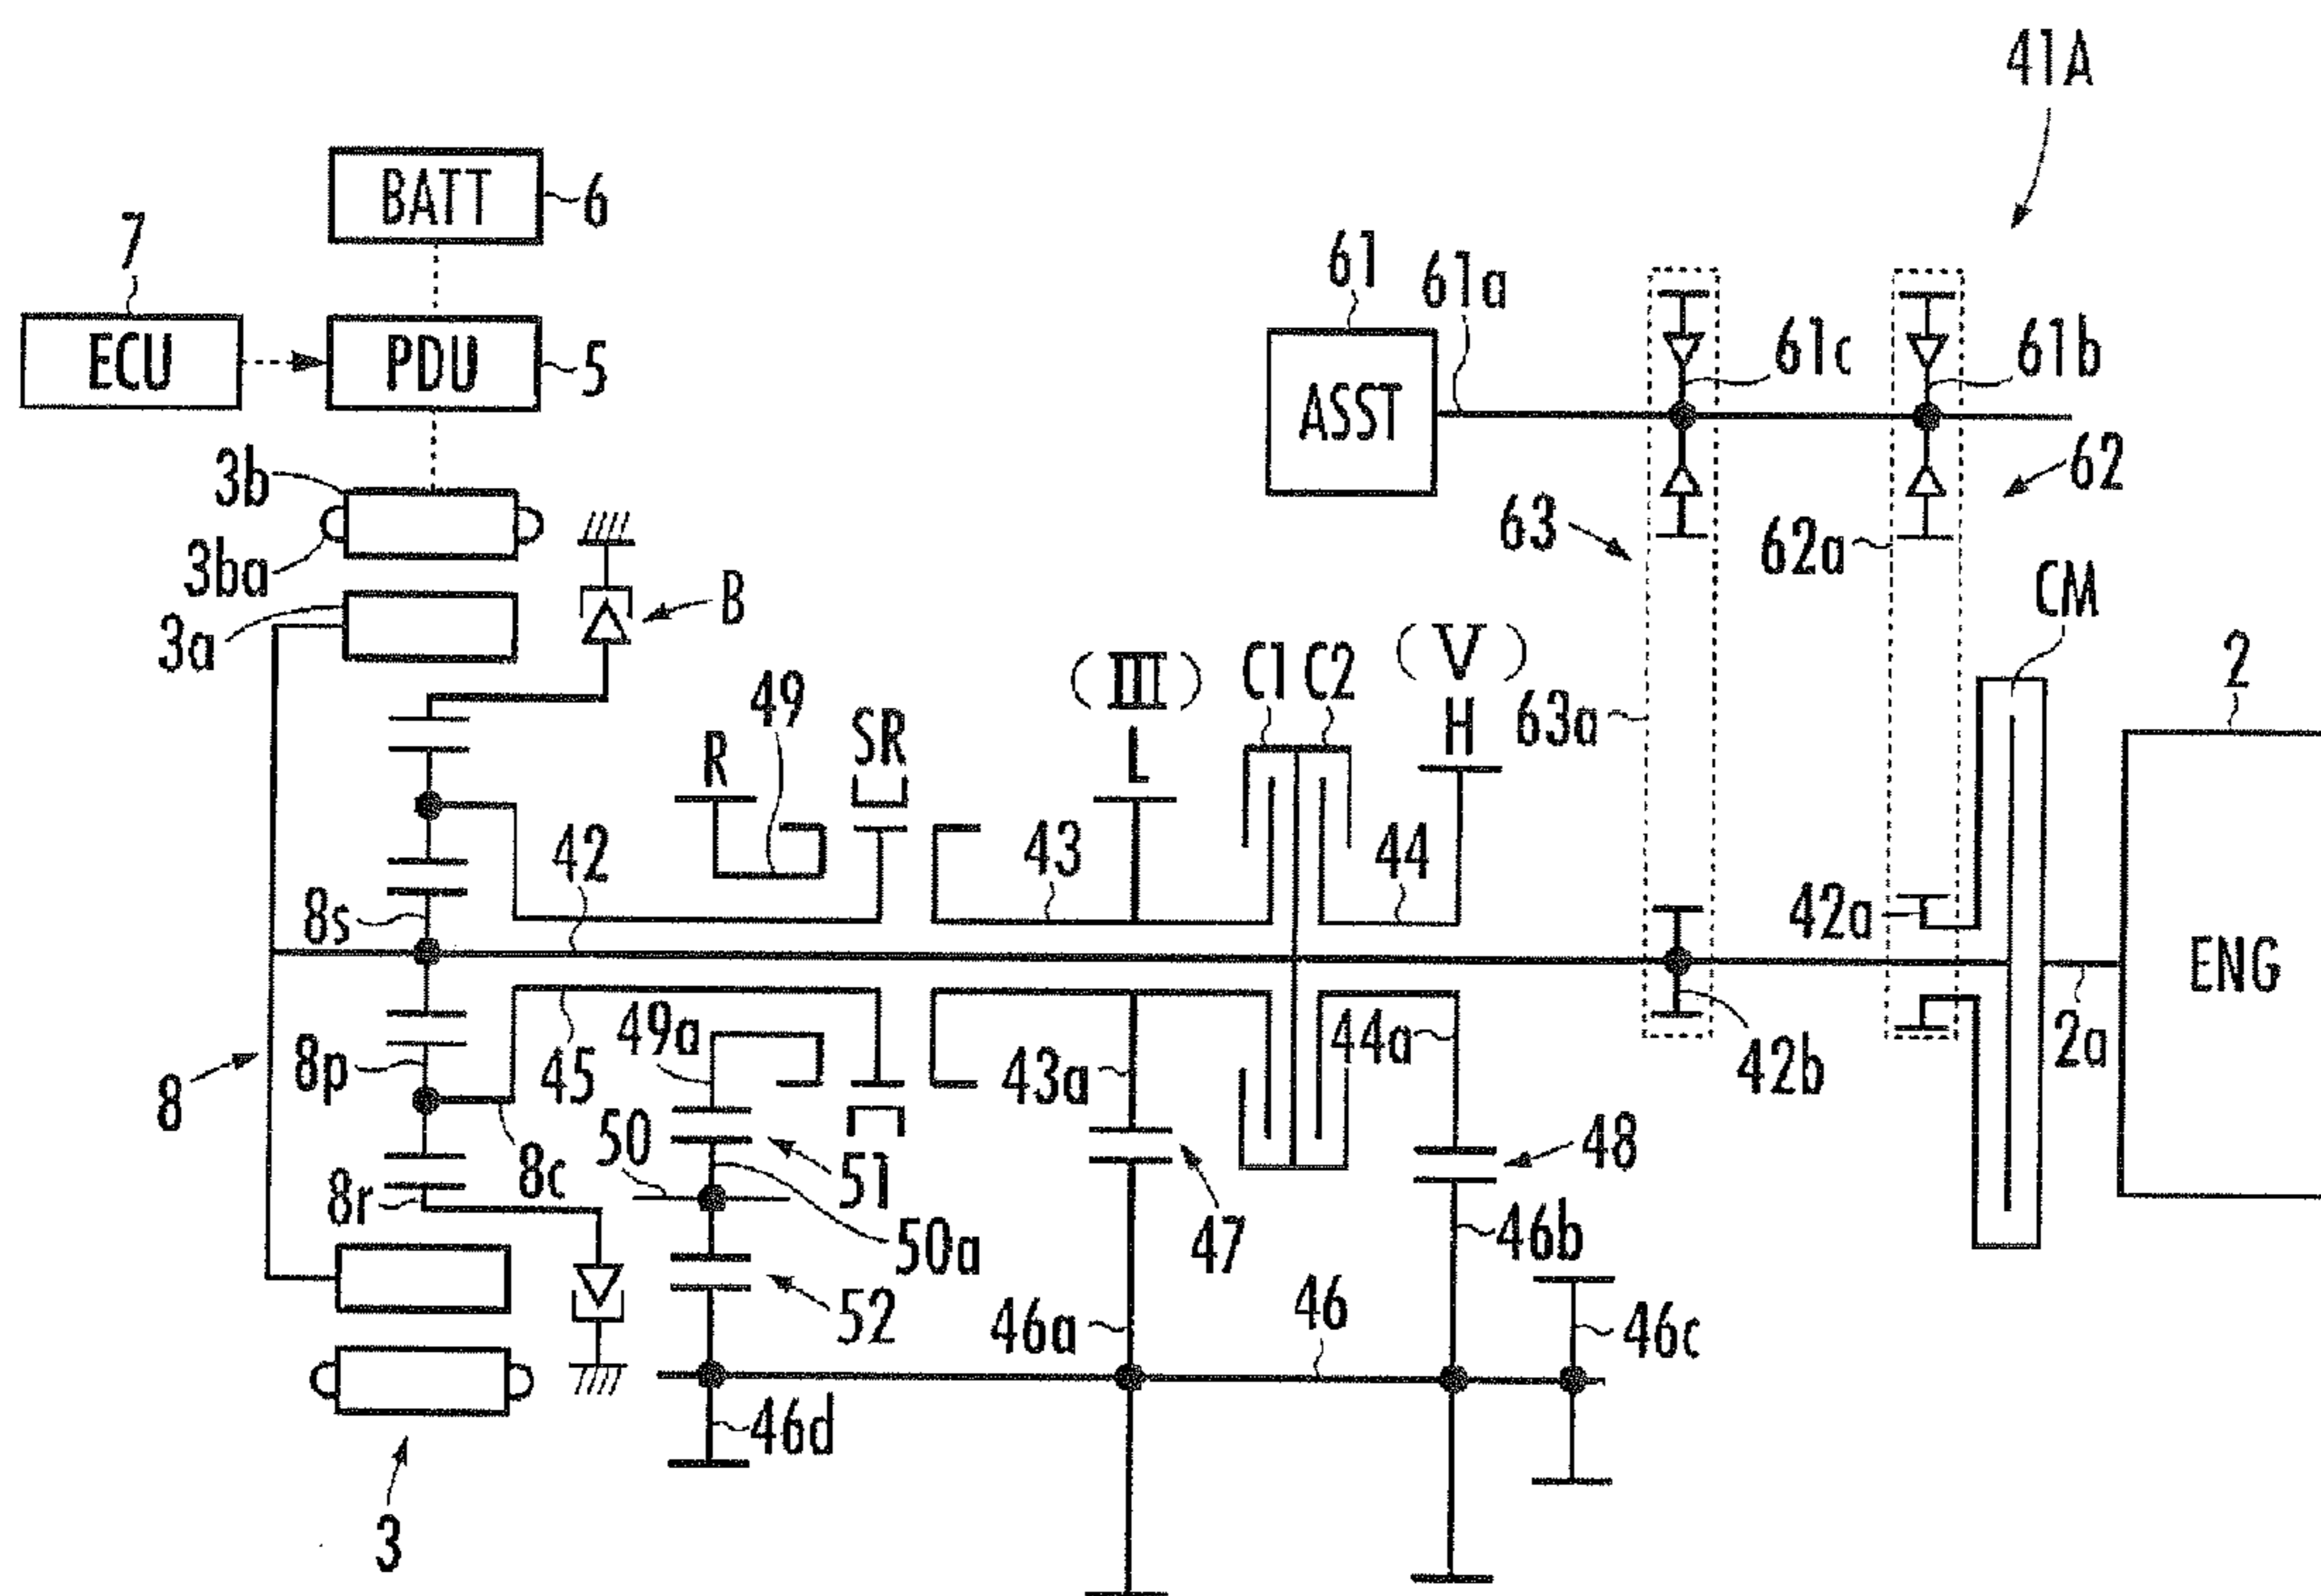 41A
BATT
6
7
ECU
PDU
5
61
61a
ASST
61c
61b
3b
3ba
3a
B
63
62
62a
CM
(III)
C1
C2
(V)
2
49
R
SR
L
H
63a
42
43
44
8s
42a
ENG
49a
44a
8
8p
45
43a
42b
2a
50
8c
51
48
8r
50a
47
46b
52
46a
46
46c
46d
3